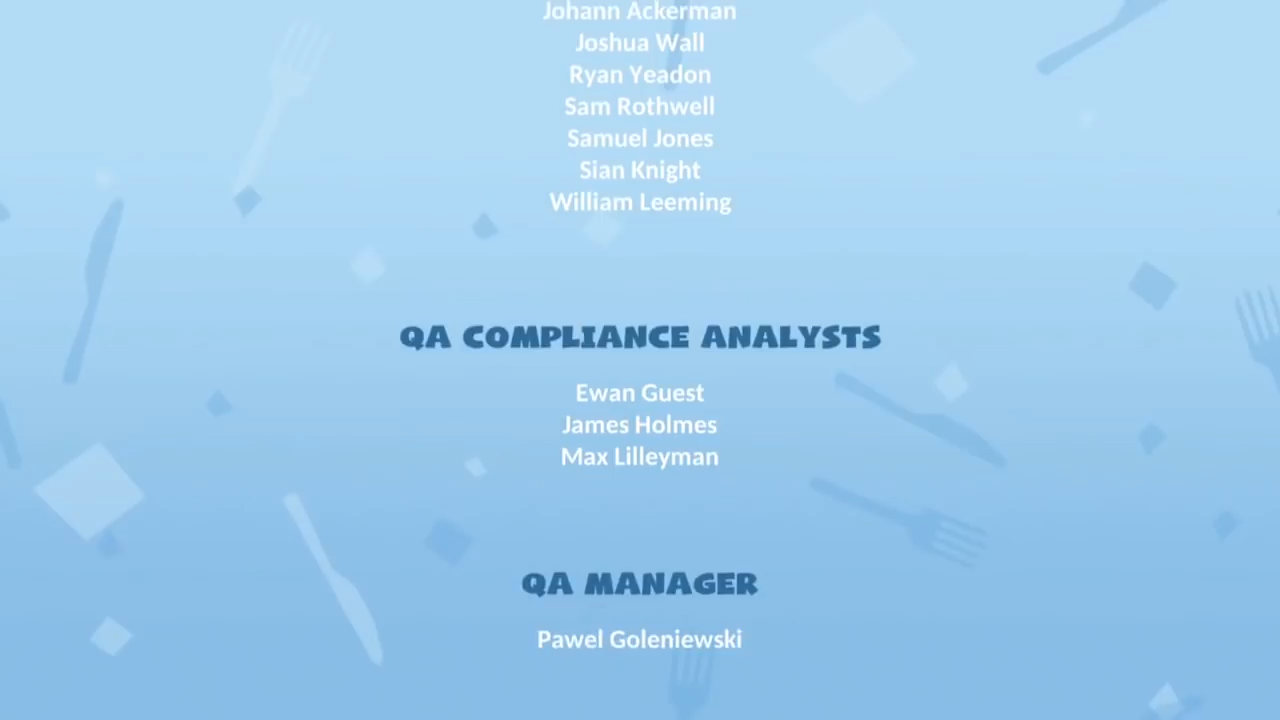 Johann Ackerman
Joshua Wall
Ryan Yeadon
Sam Rothwell
Samuel Jones
Sian Knight
William Leeming
QA COMPLIANCE ANALYSTS
Ewan Guest
James Holmes
Max Lilleyman
QA MANAGER
Pawel Goleniewski